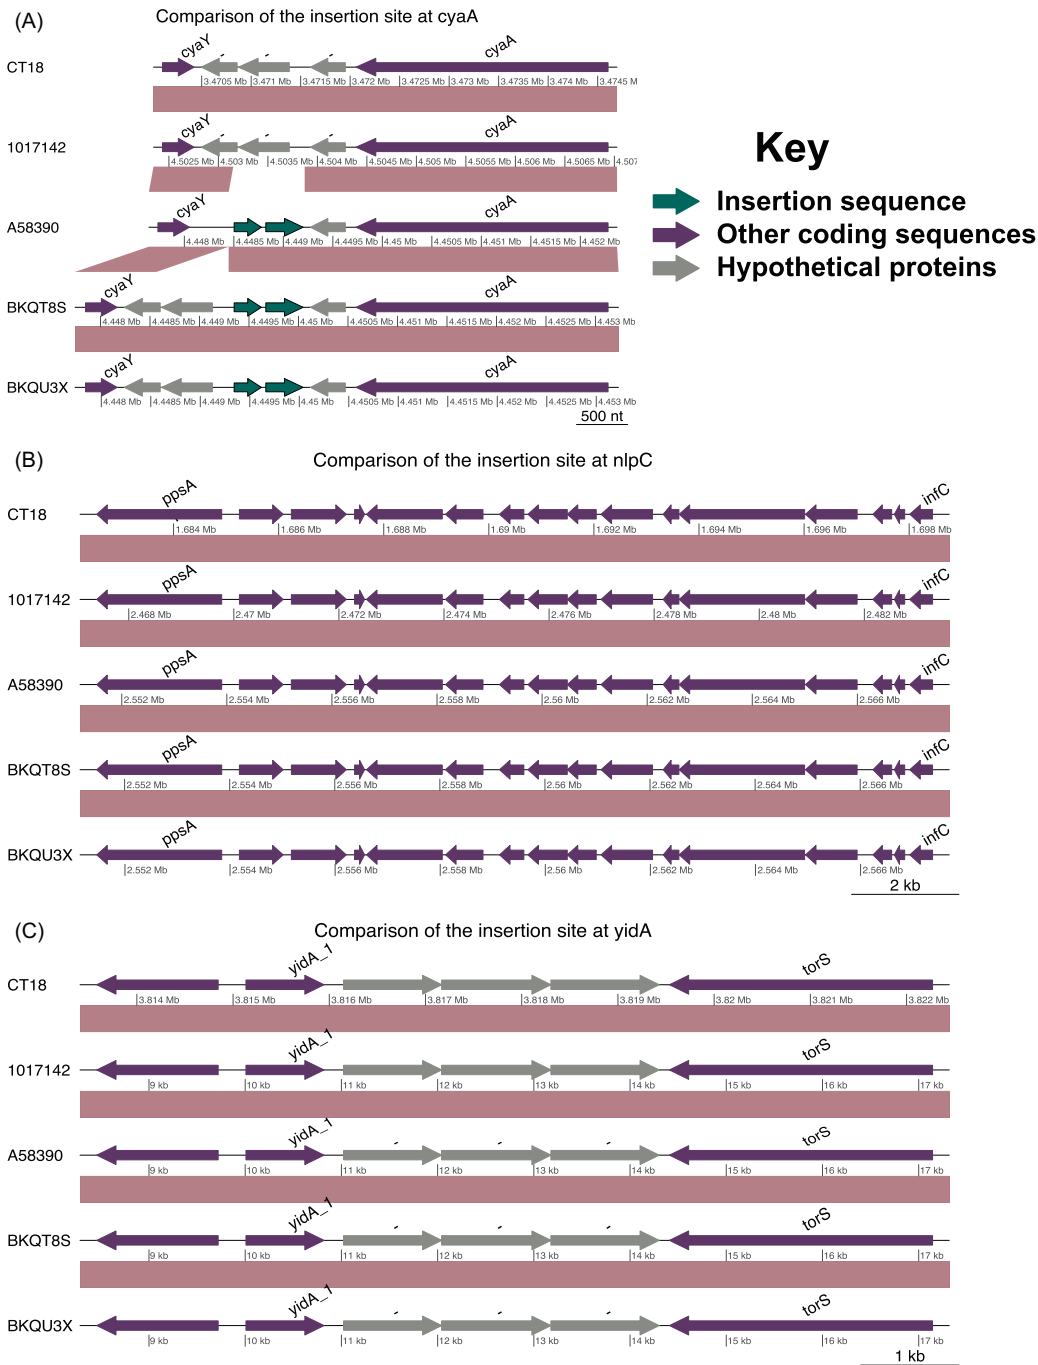 (A)
Comparison of the insertion site at cyaA
CT18
cyaY - - - cyaA
3.4705 Mb 3.471 Mb 3.4715 Mb 3.472 Mb 3.4725 Mb 3.473 Mb 3.4735 Mb 3.474 Mb 3.4745 M
1017142
cyaY - - - cyaA
4.5025 Mb 4.503 Mb 4.5035 Mb 4.504 Mb 4.5045 Mb 4.505 Mb 4.5055 Mb 4.506 Mb 4.5065 Mb 4.507
A58390
cyaY cyaA
4.448 Mb 4.4485 Mb 4.449 Mb 4.4495 Mb 4.45 Mb 4.4505 Mb 4.451 Mb 4.4515 Mb 4.452 Mb
BKQT8S
cyaY cyaA
4.448 Mb 4.4485 Mb 4.449 Mb 4.4495 Mb 4.45 Mb 4.4505 Mb 4.451 Mb 4.4515 Mb 4.452 Mb 4.4525 Mb 4.453 Mb
BKQU3X
cyaY cyaA
4.448 Mb 4.4485 Mb 4.449 Mb 4.4495 Mb 4.45 Mb 4.4505 Mb 4.451 Mb 4.4515 Mb 4.452 Mb 4.4525 Mb 4.453 Mb
500 nt
Key
Insertion sequence
Other coding sequences
Hypothetical proteins
(B)
Comparison of the insertion site at nlpC
CT18
ppsA infC
1.684 Mb 1.686 Mb 1.688 Mb 1.69 Mb 1.692 Mb 1.694 Mb 1.696 Mb 1.698 Mb
1017142
ppsA infC
2.468 Mb 2.47 Mb 2.472 Mb 2.474 Mb 2.476 Mb 2.478 Mb 2.48 Mb 2.482 Mb
A58390
ppsA infC
2.552 Mb 2.554 Mb 2.556 Mb 2.558 Mb 2.56 Mb 2.562 Mb 2.564 Mb 2.566 Mb
BKQT8S
ppsA infC
2.552 Mb 2.554 Mb 2.556 Mb 2.558 Mb 2.56 Mb 2.562 Mb 2.564 Mb 2.566 Mb
BKQU3X
ppsA infC
2.552 Mb 2.554 Mb 2.556 Mb 2.558 Mb 2.56 Mb 2.562 Mb 2.564 Mb 2.566 Mb
2 kb
(C)
Comparison of the insertion site at yidA
CT18
yidA_1 torS
3.814 Mb 3.815 Mb 3.816 Mb 3.817 Mb 3.818 Mb 3.819 Mb 3.82 Mb 3.821 Mb 3.822 Mb
1017142
yidA_1 torS
9 kb 10 kb 11 kb 12 kb 13 kb 14 kb 15 kb 16 kb 17 kb
A58390
yidA_1 - - - torS
9 kb 10 kb 11 kb 12 kb 13 kb 14 kb 15 kb 16 kb 17 kb
BKQT8S
yidA_1 - - - torS
9 kb 10 kb 11 kb 12 kb 13 kb 14 kb 15 kb 16 kb 17 kb
BKQU3X
yidA_1 - - - torS
9 kb 10 kb 11 kb 12 kb 13 kb 14 kb 15 kb 16 kb 17 kb
1 kb